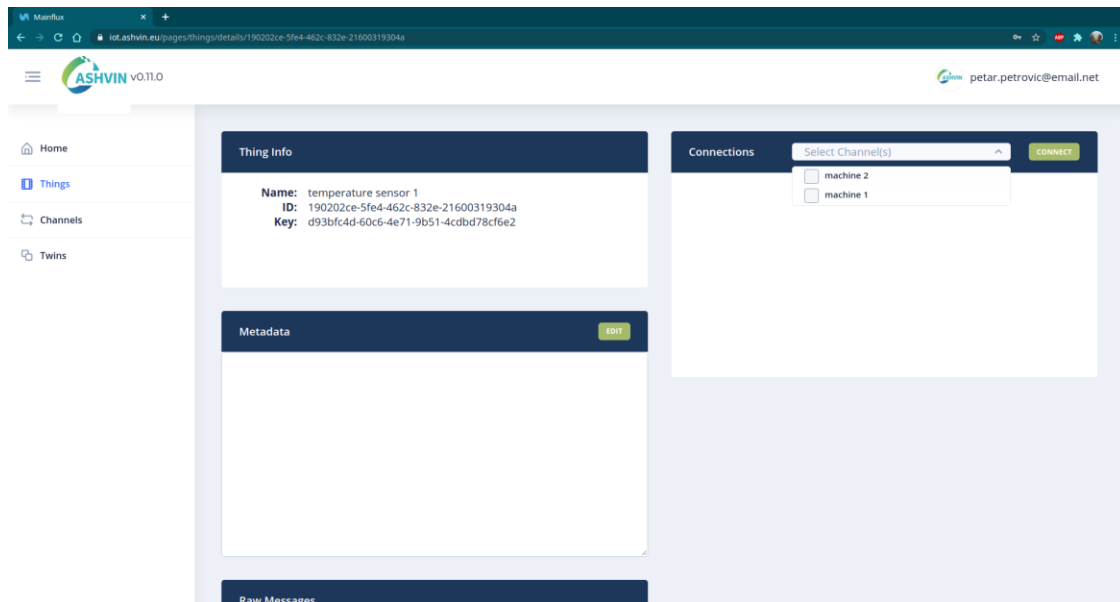 Mainflux
iot.ashvin.eu/pages/things/details/190202ce-5fe4-462c-832e-21600319304a
ASHVIN v0.11.0
ASHVIN petar.petrovic@email.net
Home
Things
Channels
Twins
Thing Info
Name: temperature sensor 1
ID: 190202ce-5fe4-462c-832e-21600319304a
Key: d93bfc4d-60c6-4e71-9b51-4cdbd78cf6e2
Connections Select Channel(s) CONNECT
machine 2
machine 1
Metadata EDIT
Raw Messages